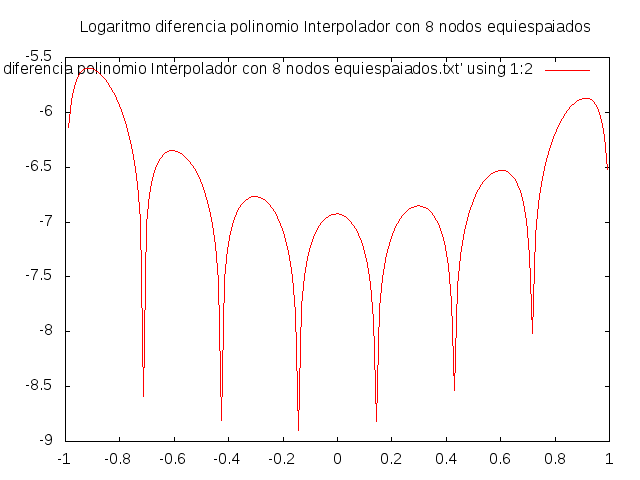 Logaritmo diferencia polinomio Interpolador con 8 nodos equiespaiados
-5.5
diferencia polinomio Interpolador con 8 nodos equiespaiados.txt' using 1:2
-6
-6.5
-7
-7.5
-8
-8.5
-9
-1 -0.8 -0.6 -0.4 -0.2 0 0.2 0.4 0.6 0.8 1